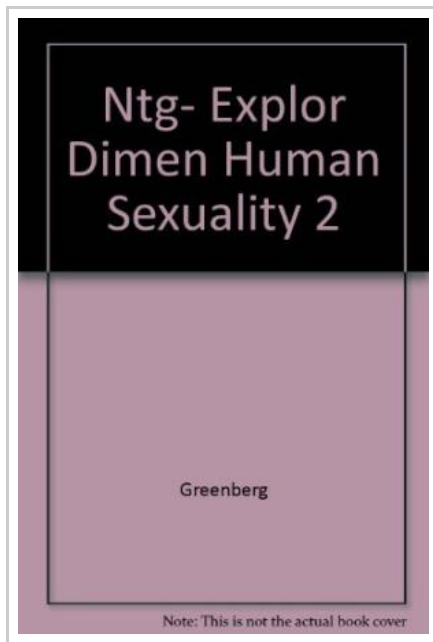 Ntg- Explor
Dimen Human
Sexuality 2
Greenberg
Note: This is not the actual book cover